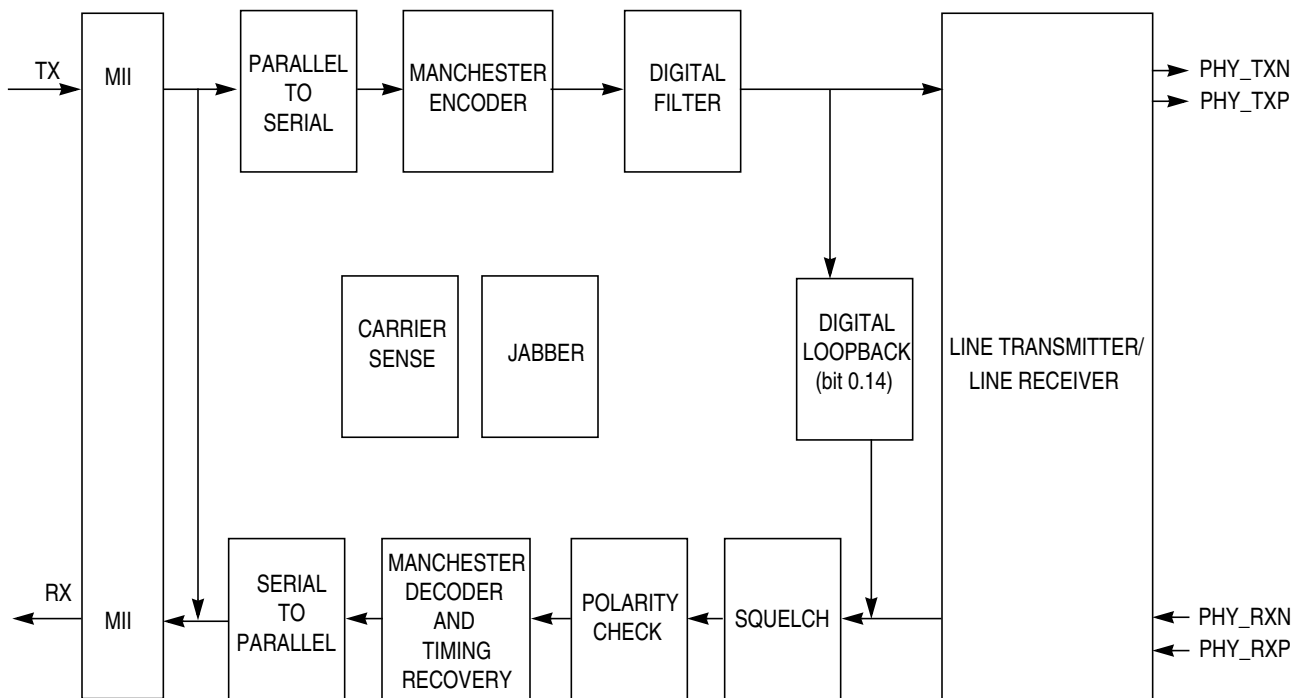 TX
MII
PARALLEL
TO
SERIAL
MANCHESTER
ENCODER
DIGITAL
FILTER
PHY_TXN
PHY_TXP
CARRIER
SENSE
JABBER
DIGITAL
LOOPBACK
(bit 0.14)
LINE TRANSMITTER/
LINE RECEIVER
RX
MII
SERIAL
TO
PARALLEL
MANCHESTER
DECODER
AND
TIMING
RECOVERY
POLARITY
CHECK
SQUELCH
PHY_RXN
PHY_RXP